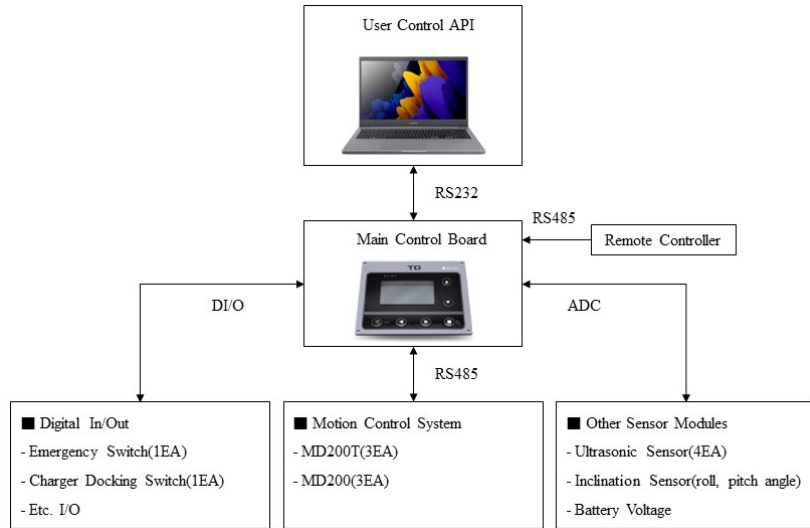 User Control API
RS232
RS485
Main Control Board
Remote Controller
TD
DI/O
ADC
RS485
■ Digital In/Out
- Emergency Switch(1EA)
- Charger Docking Switch(1EA)
- Etc. I/O
■ Motion Control System
- MD200T(3EA)
- MD200(3EA)
■ Other Sensor Modules
- Ultrasonic Sensor(4EA)
- Inclination Sensor(roll, pitch angle)
- Battery Voltage